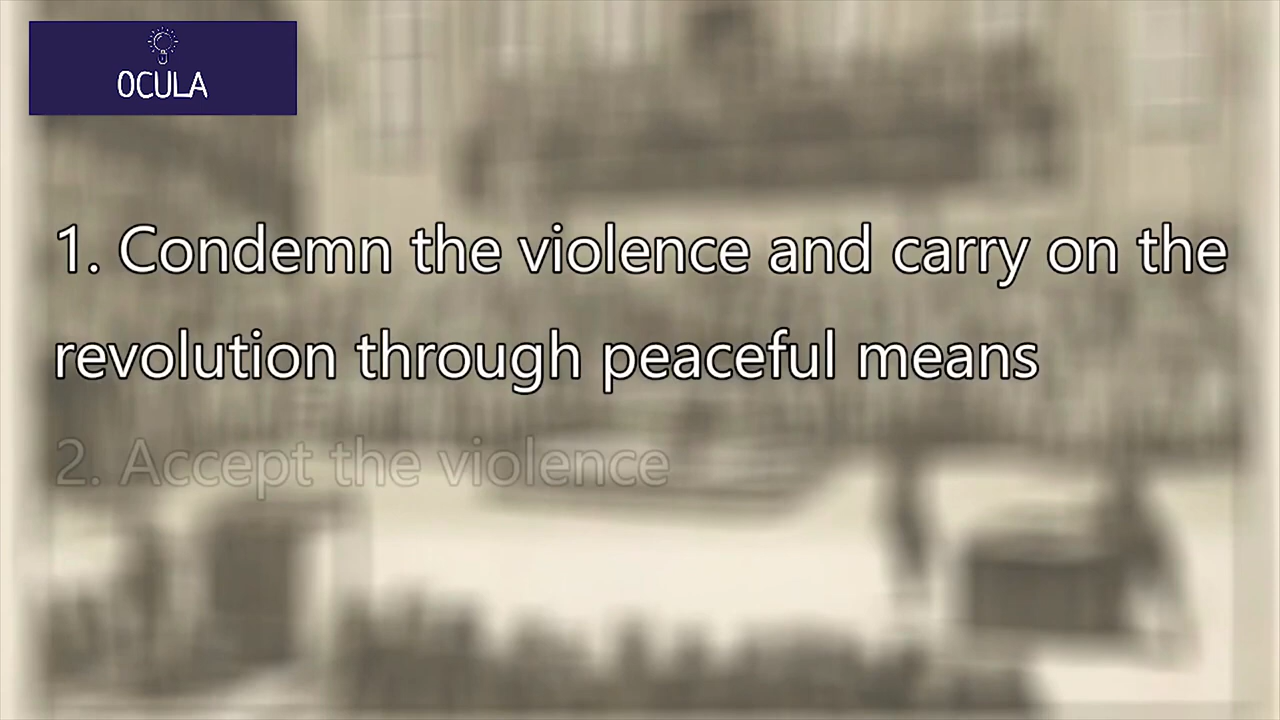 OCULA
1. Condemn the violence and carry on the
revolution through peaceful means
2. Accept the violence